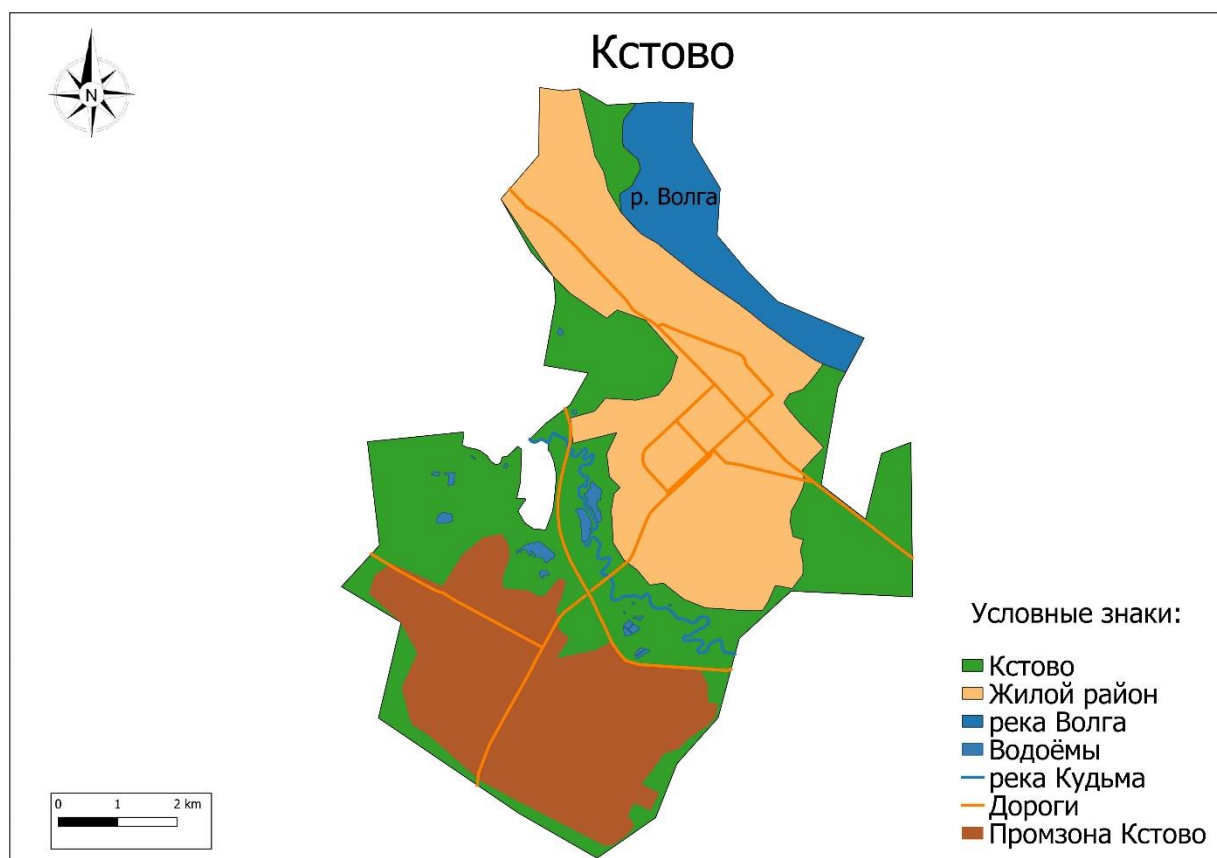 Кстово
N
р. Волга
Условные знаки:
Кстово
Жилой район
река Волга
Водоёмы
река Кудьма
Дороги
Промзона Кстово
0 1 2 km